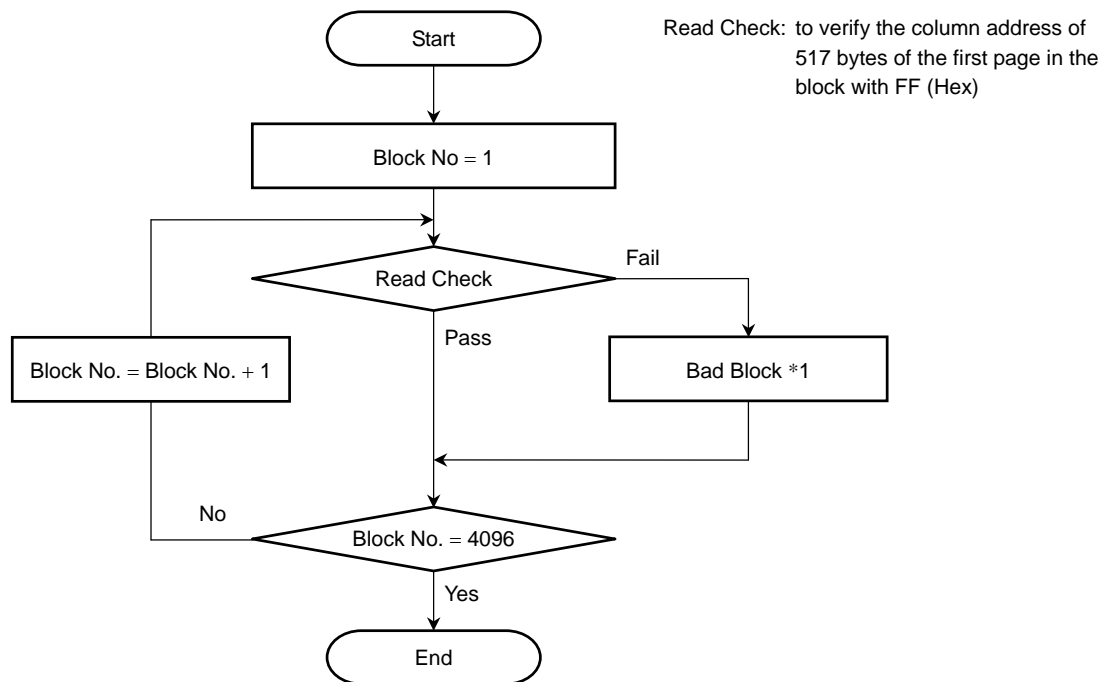 Start
Read Check: to verify the column address of
517 bytes of the first page in the
block with FF (Hex)
Block No = 1
Read Check
Fail
Pass
Block No. = Block No. + 1
Bad Block *1
No
Block No. = 4096
Yes
End